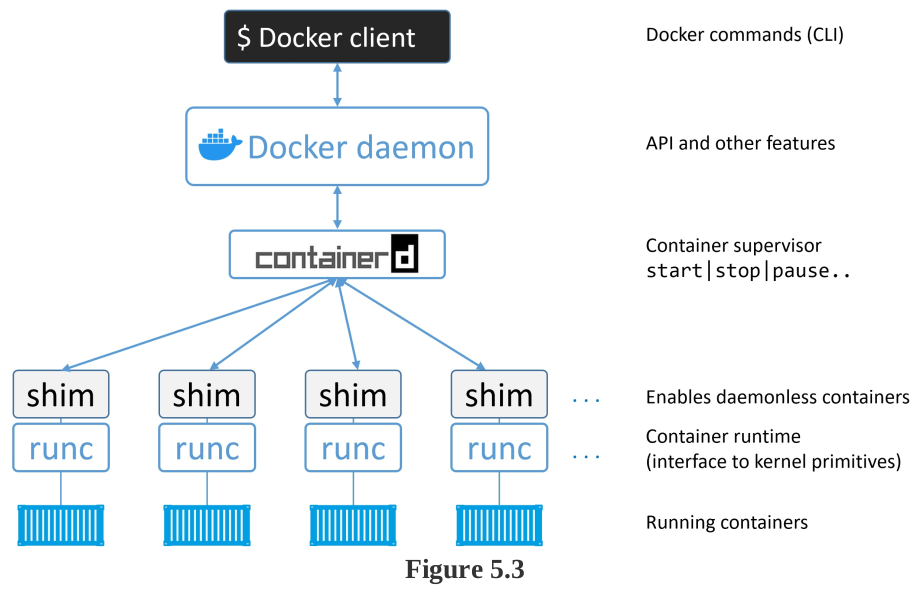 $ Docker client
Docker commands (CLI)
Docker daemon
API and other features
containerd
Container supervisor
start|stop|pause..
shim
shim
shim
shim
...
Enables daemonless containers
runc
runc
runc
runc
...
Container runtime
(interface to kernel primitives)
Running containers
Figure 5.3